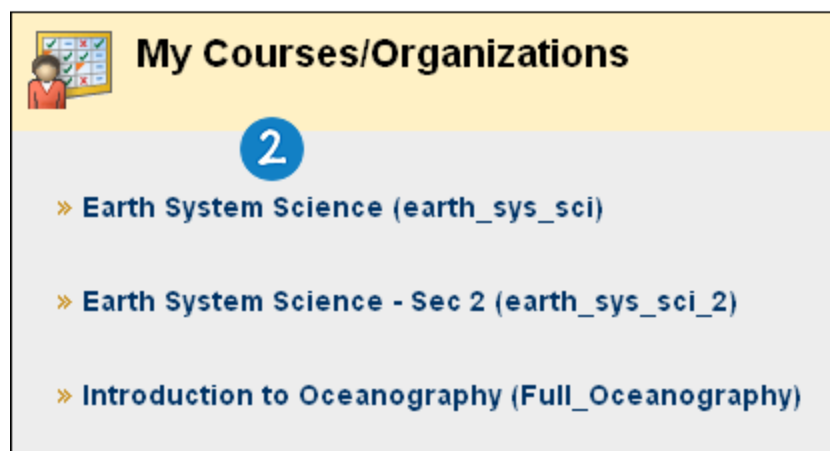 My Courses/Organizations
2
» Earth System Science (earth_sys_sci)
» Earth System Science - Sec 2 (earth_sys_sci_2)
» Introduction to Oceanography (Full_Oceanography)